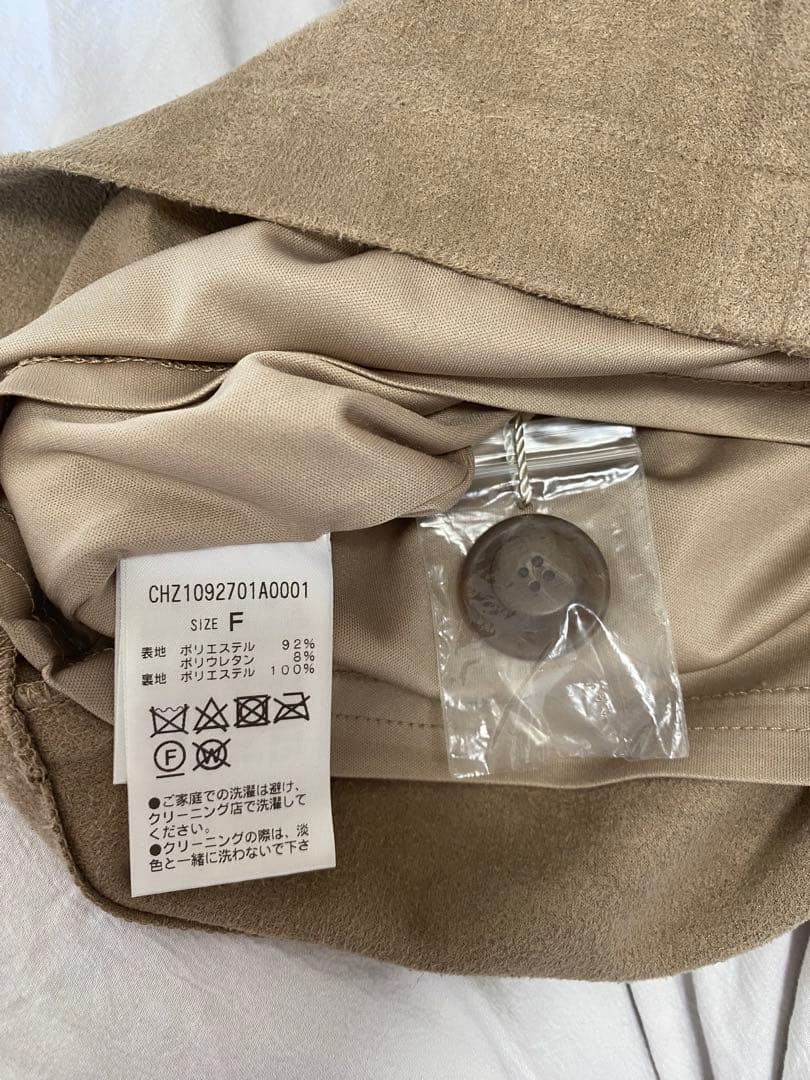 CHZ1092701A0001
SIZE F
表地 ポリエステル 92%
ポリウレタン 8%
裏地 ポリエステル 100%
F W
●ご家庭での洗濯は避け、
クリーニング店で洗濯して
ください。
●クリーニングの際は、淡
色と一緒に洗わないで下さ